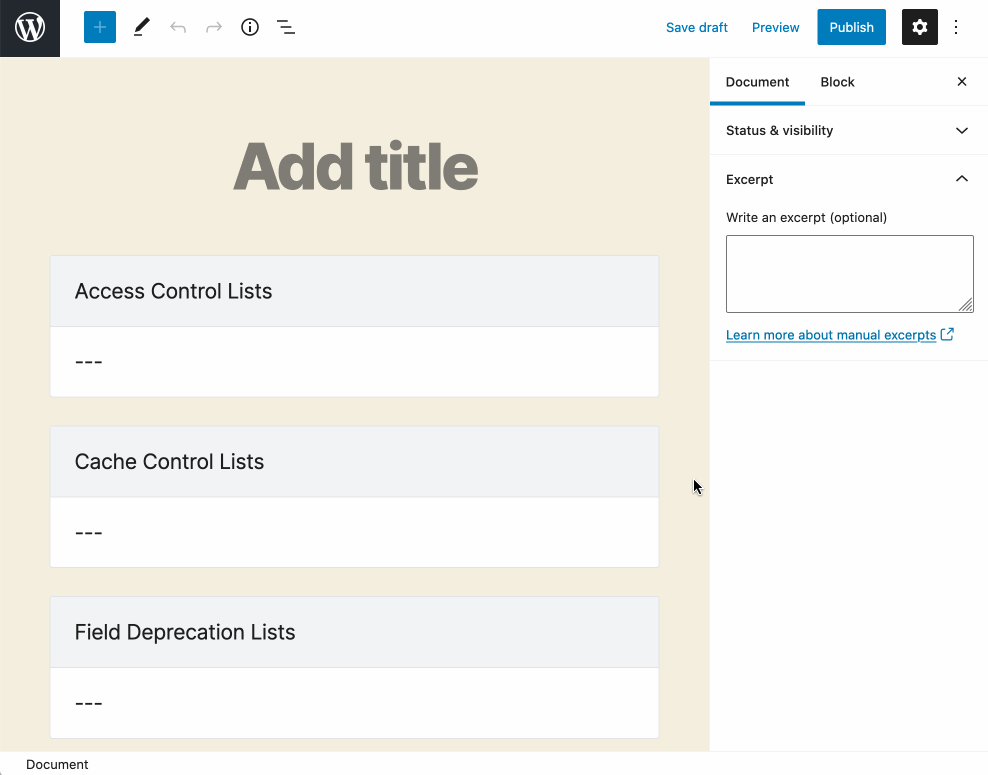 Save draft
Preview
Publish
Document
Block
Status & visibility
Excerpt
Write an excerpt (optional)
Learn more about manual excerpts
Add title
Access Control Lists
---
Cache Control Lists
---
Field Deprecation Lists
---
Document